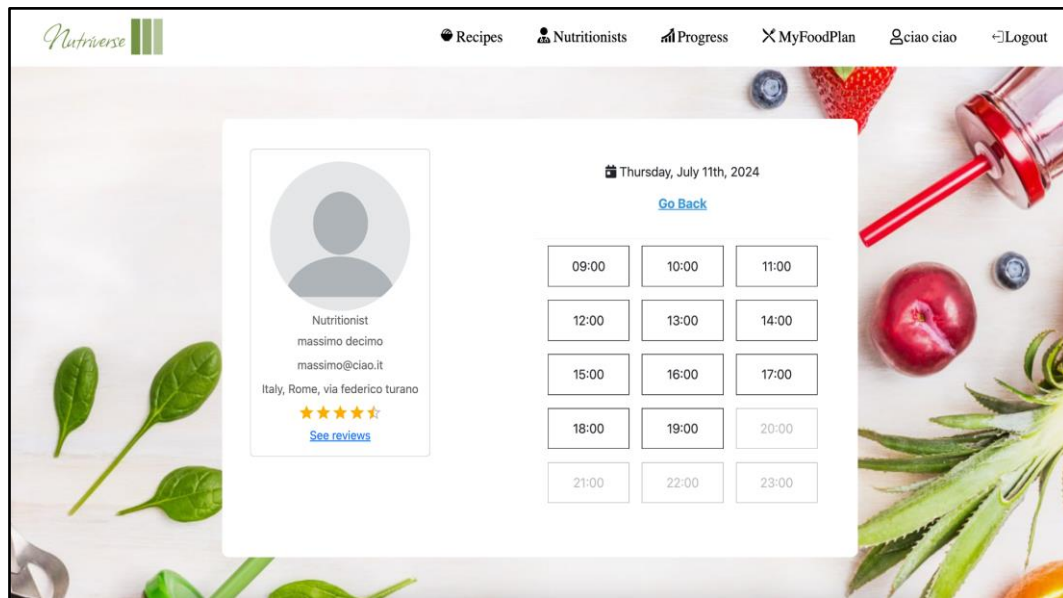 Nutriverse
Recipes Nutritionists Progress MyFoodPlan ciao ciao Logout
Nutritionist
massimo decimo
massimo@ciao.it
Italy, Rome, via federico turano
See reviews
Thursday, July 11th, 2024
Go Back
09:00 10:00 11:00
12:00 13:00 14:00
15:00 16:00 17:00
18:00 19:00 20:00
21:00 22:00 23:00